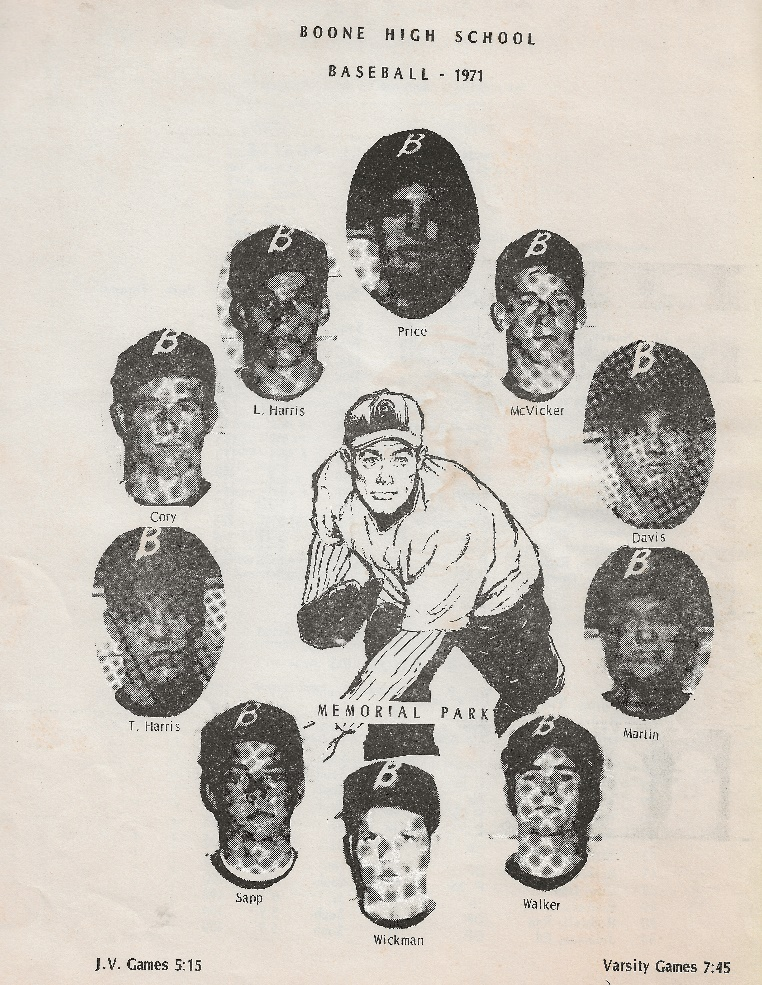 BOONE HIGH SCHOOL
BASEBALL - 1971
B
Price
B
L. Harris
B
McVicker
B
Cory
B
Davis
B
T. Harris
B
Martin
MEMORIAL PARK
B
Sapp
B
Wickman
B
Walker
J.V. Games 5:15
Varsity Games 7:45